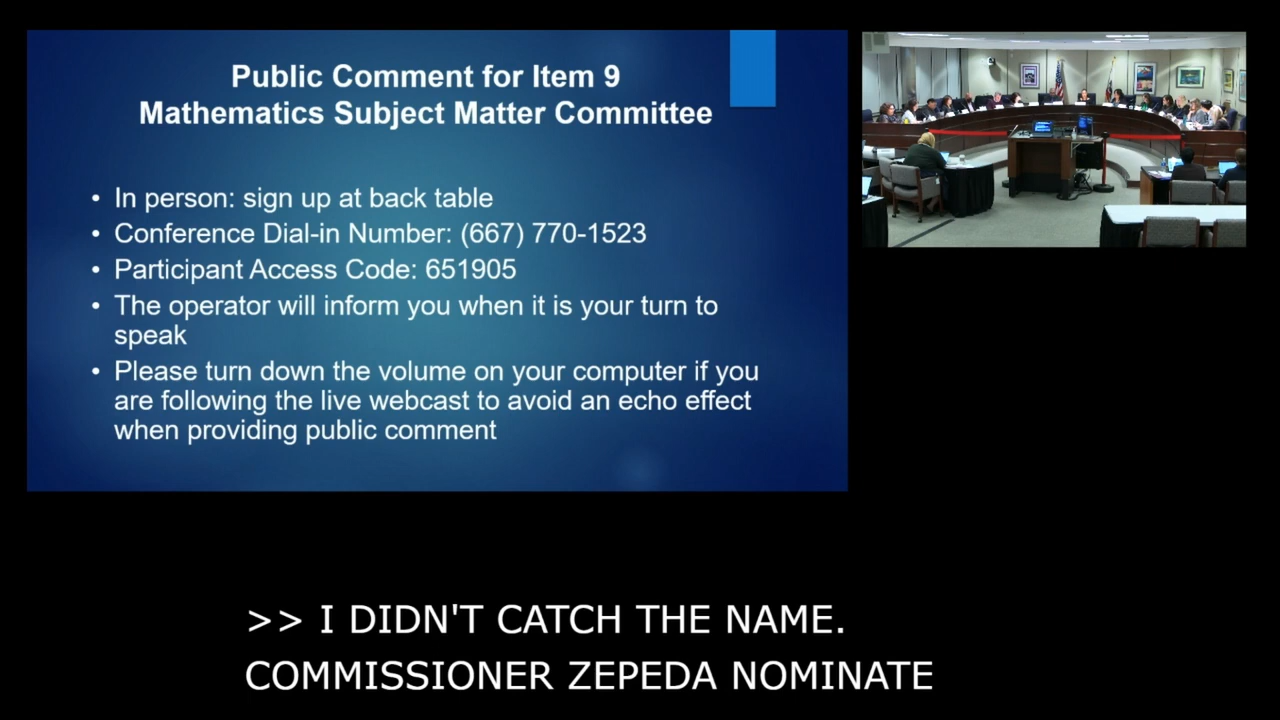 Public Comment for Item 9
Mathematics Subject Matter Committee
• In person: sign up at back table
• Conference Dial-in Number: (667) 770-1523
• Participant Access Code: 651905
• The operator will inform you when it is your turn to
speak
• Please turn down the volume on your computer if you
are following the live webcast to avoid an echo effect
when providing public comment
>> I DIDN'T CATCH THE NAME.
COMMISSIONER ZEPEDA NOMINATE